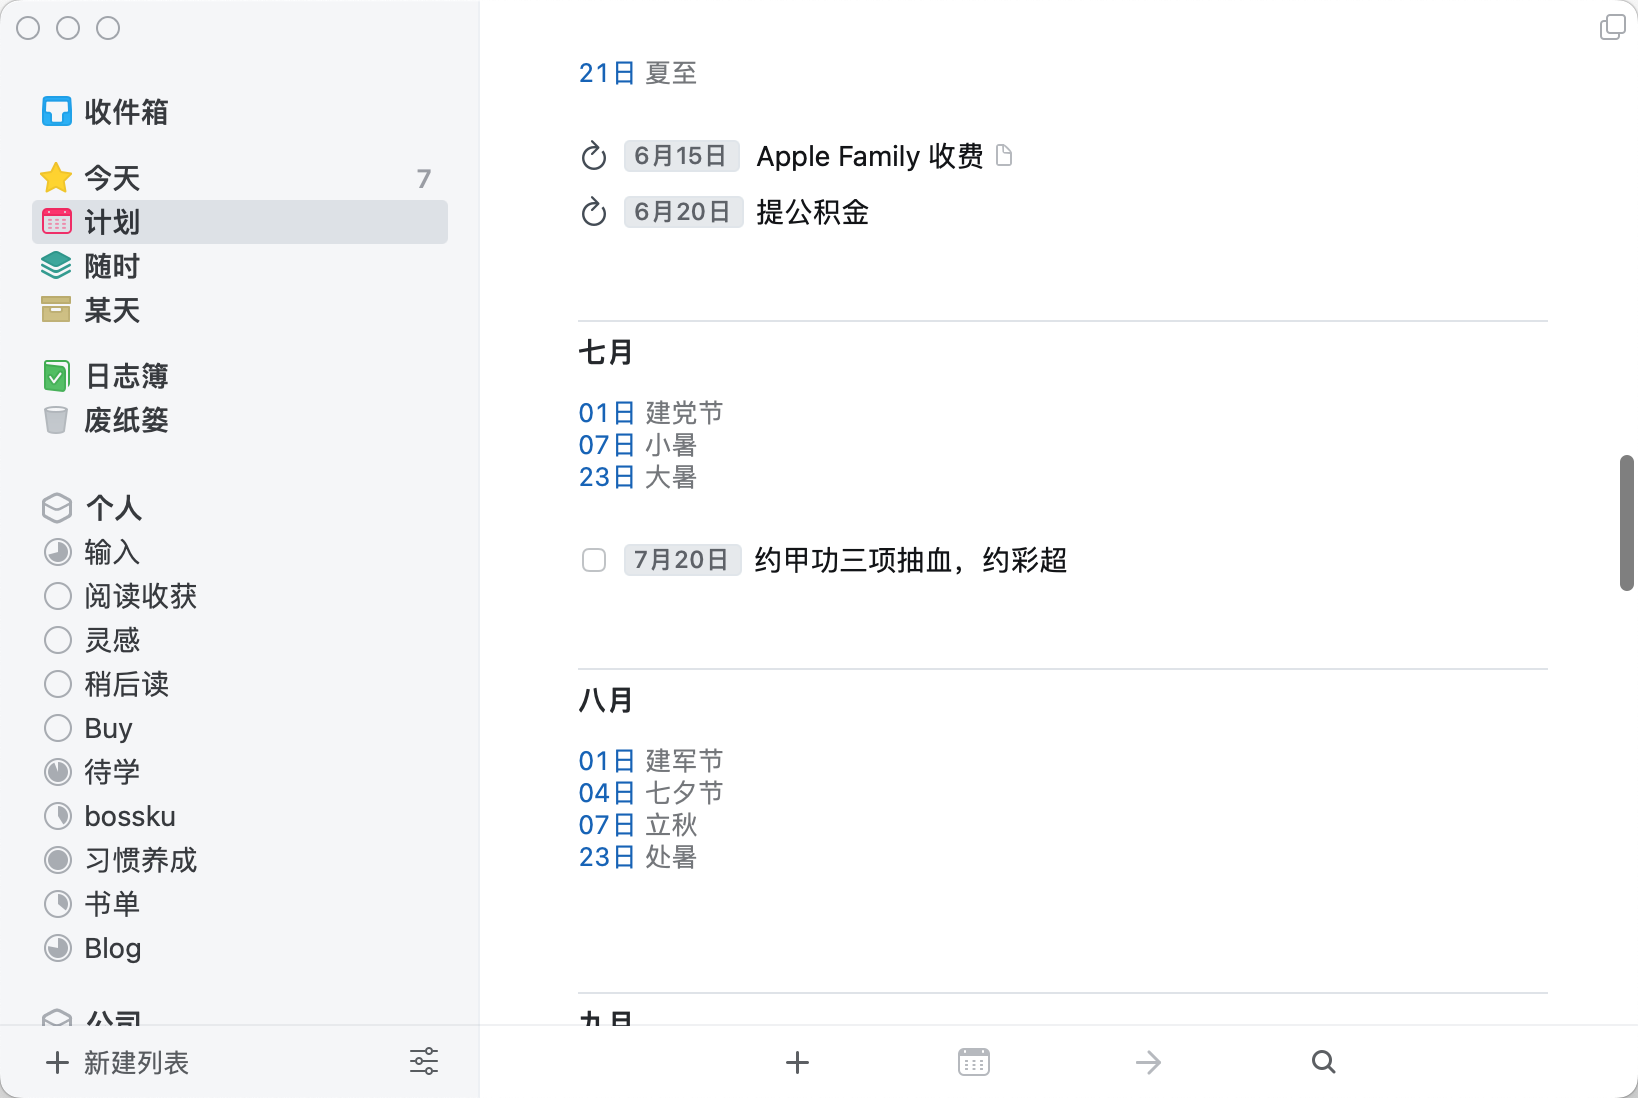 收件箱
今天 7
计划
随时
某天
日志簿
废纸篓
个人
输入
阅读收获
灵感
稍后读
Buy
待学
bossku
习惯养成
书单
Blog
公司
新建列表
21日 夏至
6月15日 Apple Family 收费
6月20日 提公积金
七月
01日 建党节
07日 小暑
23日 大暑
7月20日 约甲功三项抽血，约彩超
八月
01日 建军节
04日 七夕节
07日 立秋
23日 处暑
九月